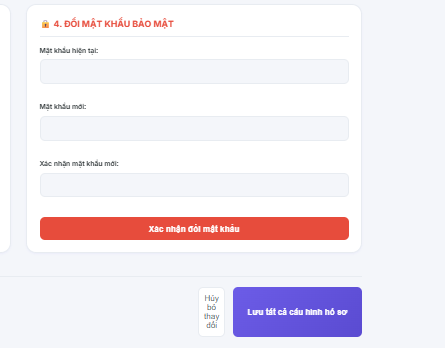 🔒 4. ĐỔI MẬT KHẨU BẢO MẬT
Mật khẩu hiện tại:
Mật khẩu mới:
Xác nhận mật khẩu mới:
Xác nhận đổi mật khẩu
Hủy
bỏ
thay
đổi
Lưu tất cả cấu hình hồ sơ